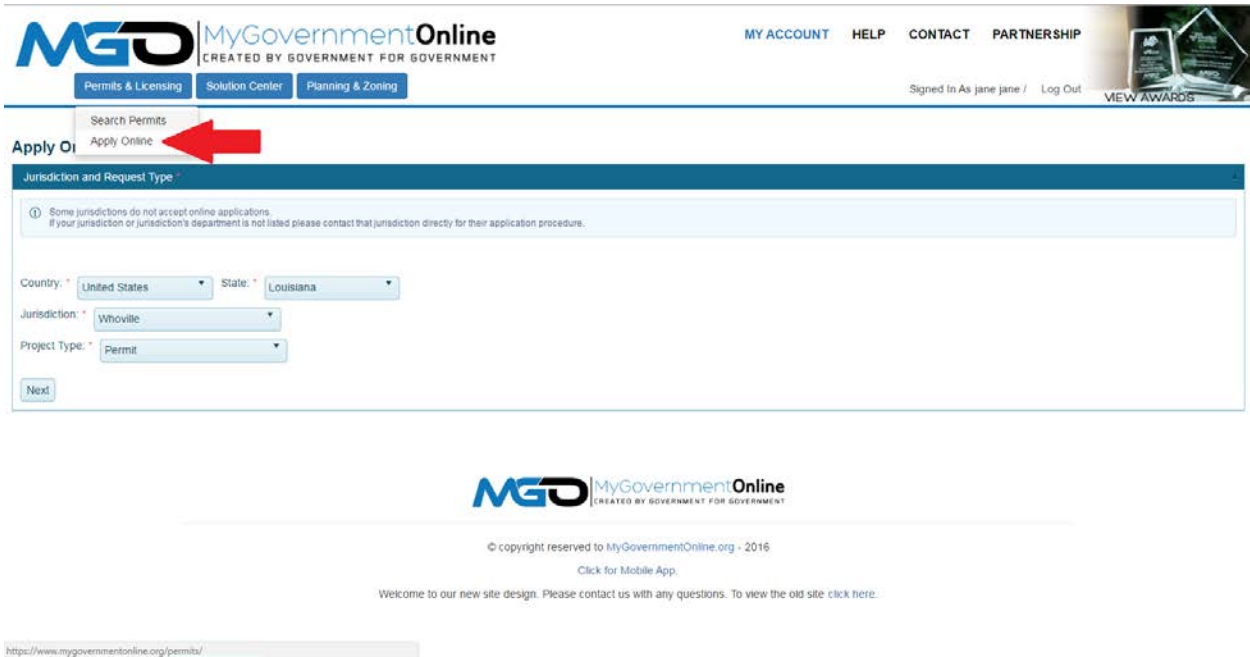 MGO MyGovernmentOnline
CREATED BY GOVERNMENT FOR GOVERNMENT
MY ACCOUNT HELP CONTACT PARTNERSHIP
Permits & Licensing Solution Center Planning & Zoning
Signed In As jane jane / Log Out
VIEW AWARDS
Search Permits
Apply Online
Apply On
Jurisdiction and Request Type *
Some jurisdictions do not accept online applications.
If your jurisdiction or jurisdiction's department is not listed please contact that jurisdiction directly for their application procedure.
Country: * United States State: * Louisiana
Jurisdiction: * Whoville
Project Type: * Permit
Next
MGO MyGovernmentOnline
CREATED BY GOVERNMENT FOR GOVERNMENT
© copyright reserved to MyGovernmentOnline.org - 2016
Click for Mobile App.
Welcome to our new site design. Please contact us with any questions. To view the old site click here.
https://www.mygovernmentonline.org/permits/